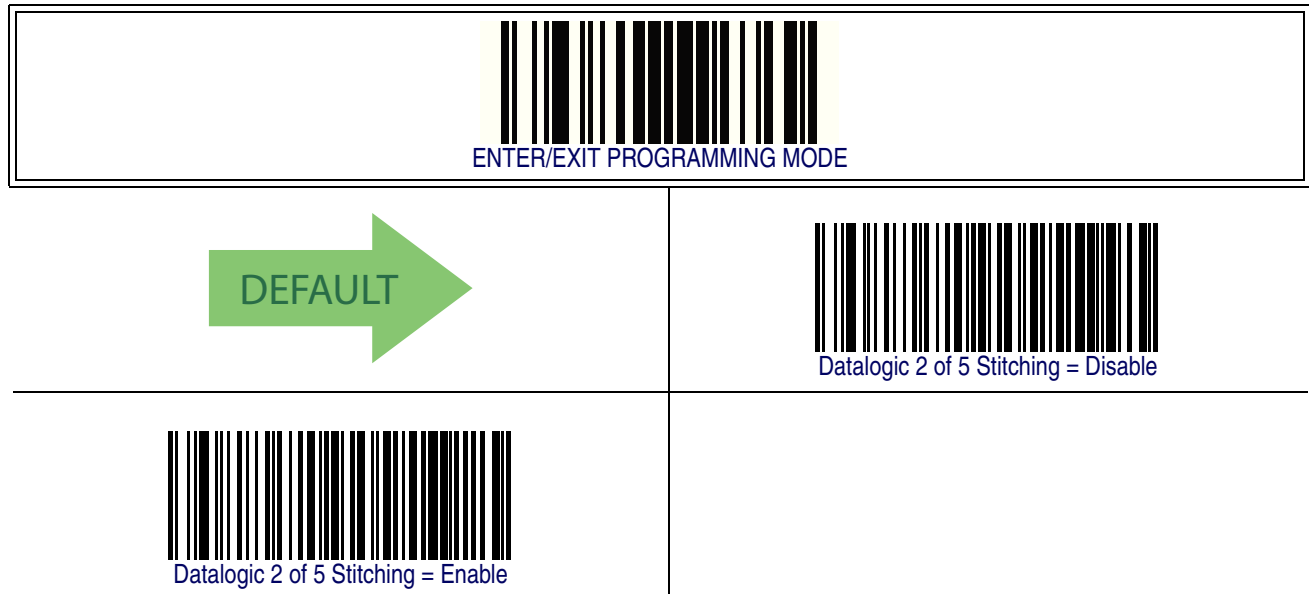 ENTER/EXIT PROGRAMMING MODE
DEFAULT
Datalogic 2 of 5 Stitching = Disable
Datalogic 2 of 5 Stitching = Enable